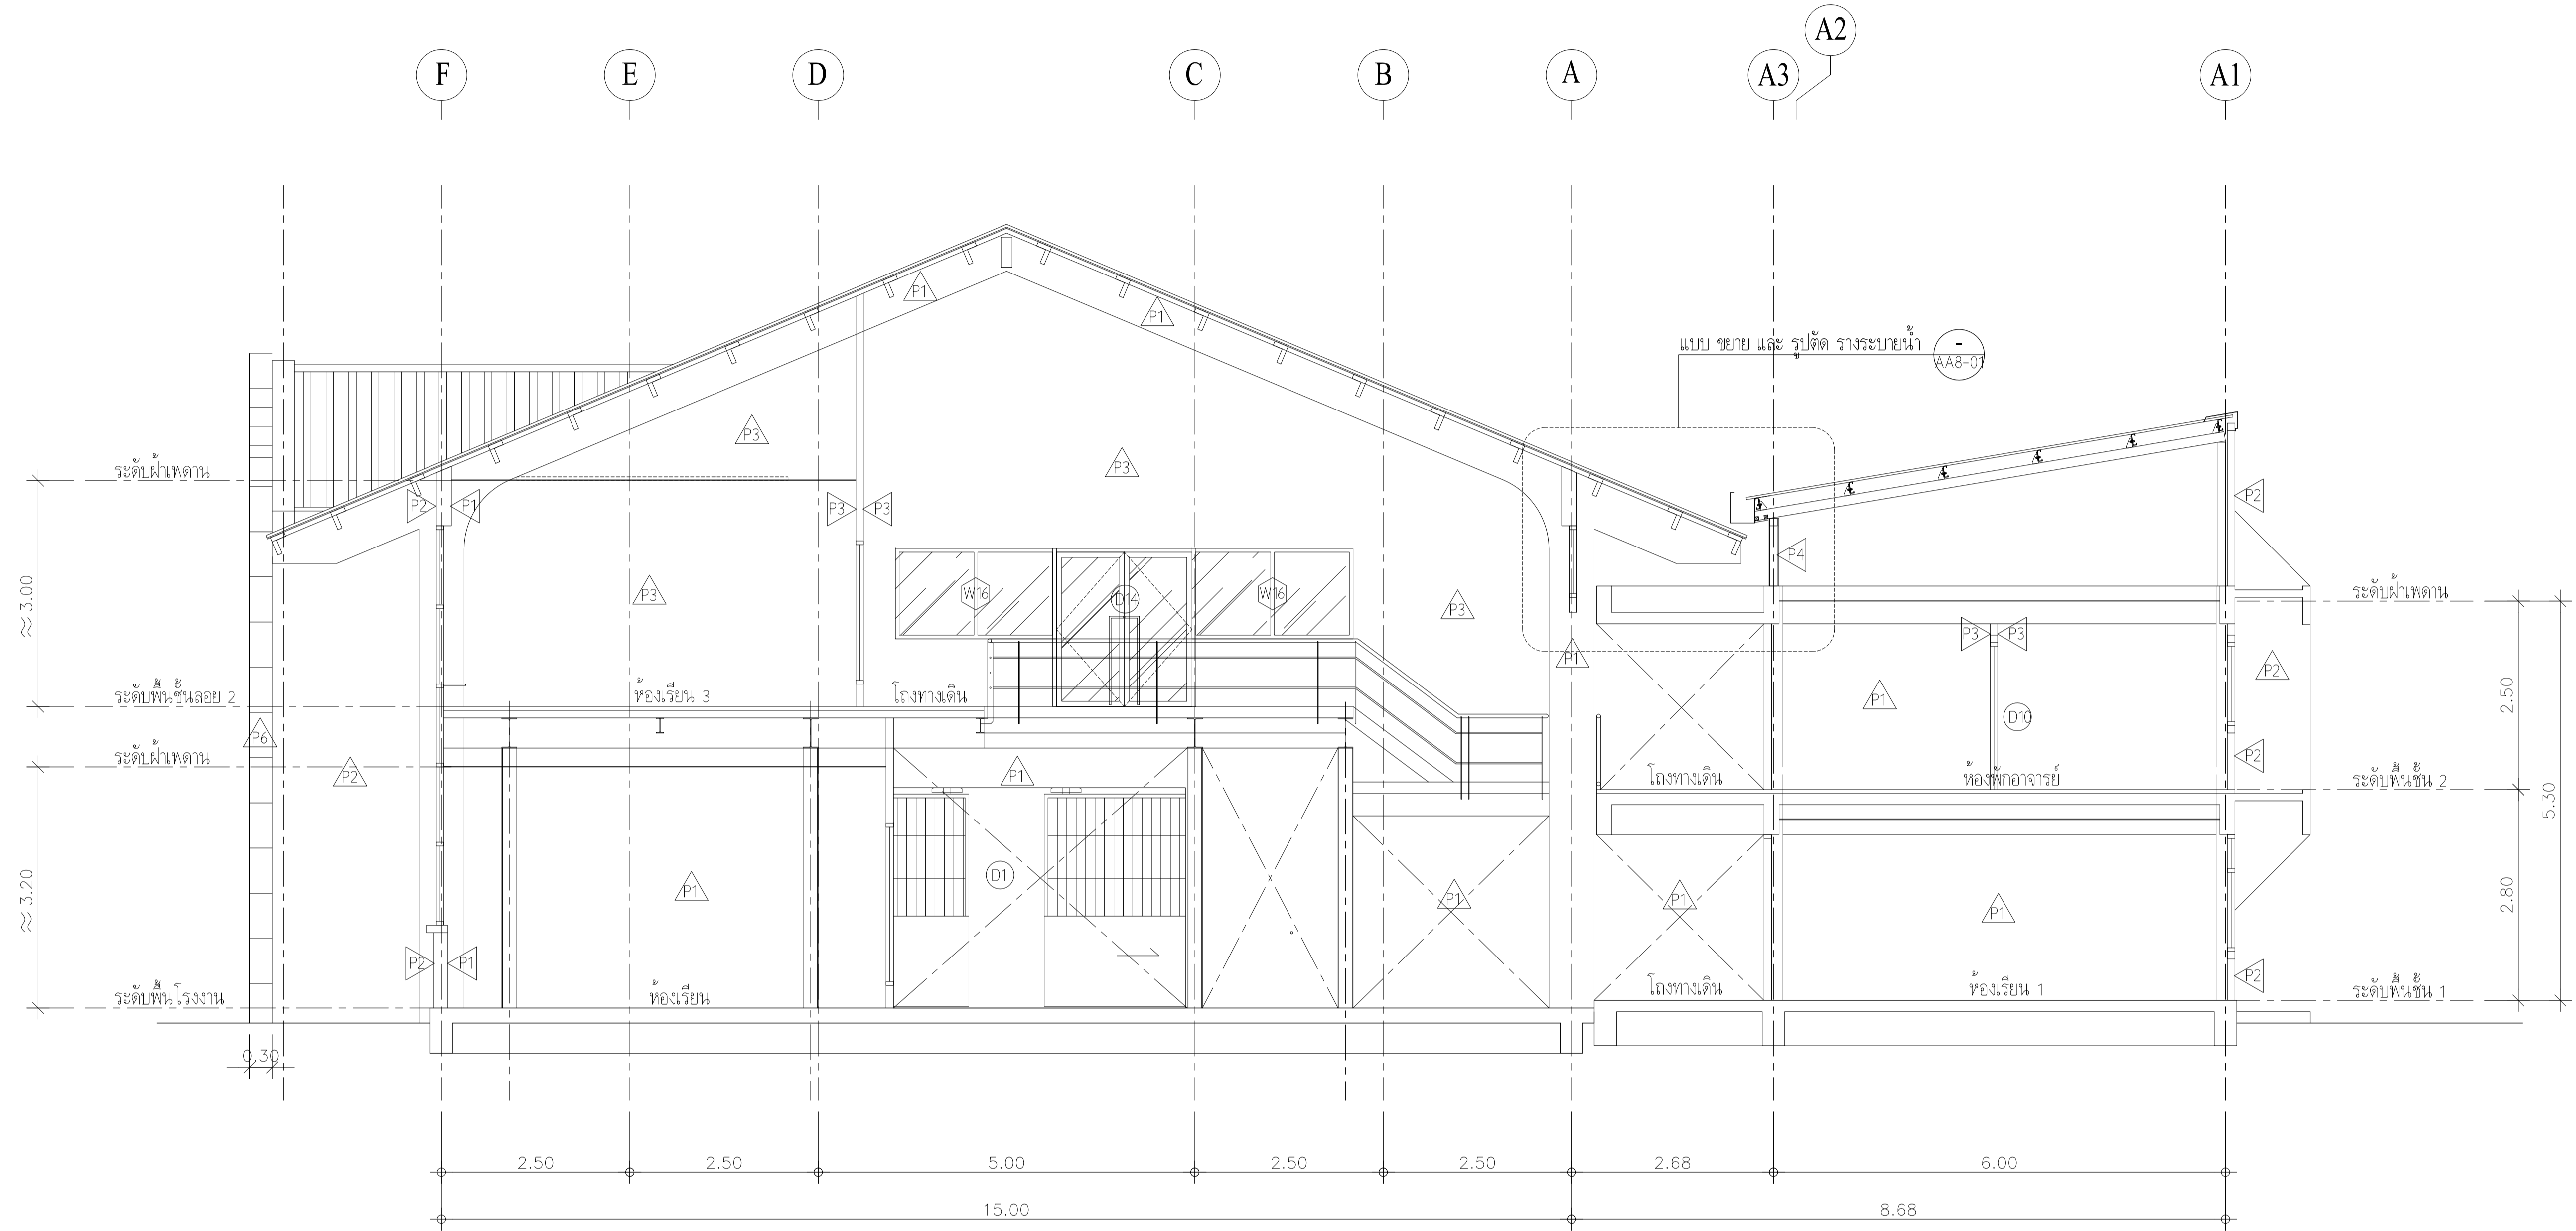 A2
F E D C B A A3 A1
P1
P1
แบบ ขยาย และ รูปตัด รางระบายน้ำ
-
AA8-01
P3
P3
ระดับฝ้าเพดาน
P2 P1 P3 P3 P2
P4
≈ 3.00
P3 W16 D14 W16 P3
ระดับฝ้าเพดาน
P3 P3
P1
P2
ระดับพื้นชั้นลอย 2
ห้องเรียน 3
โถงทางเดิน
P1
D10
2.50
P6
ระดับฝ้าเพดาน
P2
P1
P2
โถงทางเดิน
ห้องพักอาจารย์
ระดับพื้นชั้น 2
5.30
≈ 3.20
P1
D1
P1
P1
P1
2.80
P2 P1
P2
ระดับพื้นโรงงาน
ห้องเรียน
โถงทางเดิน
ห้องเรียน 1
ระดับพื้นชั้น 1
0.30
2.50 2.50 5.00 2.50 2.50 2.68 6.00
15.00 8.68